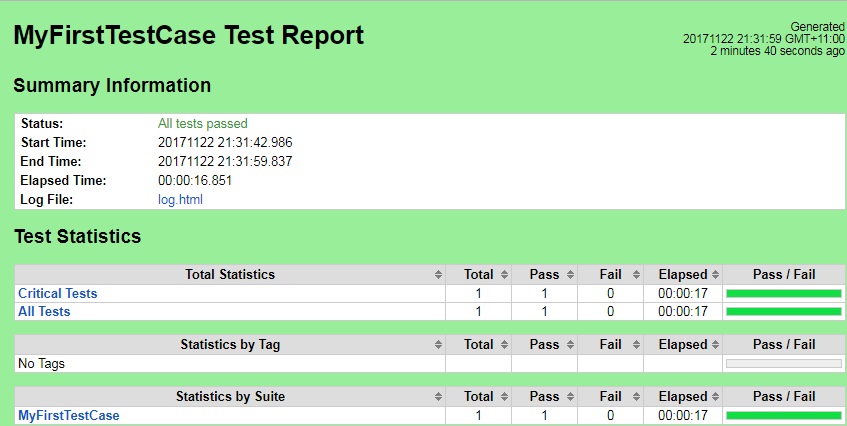 MyFirstTestCase Test Report
Generated
20171122 21:31:59 GMT+11:00
2 minutes 40 seconds ago
Summary Information
Status: All tests passed
Start Time: 20171122 21:31:42.986
End Time: 20171122 21:31:59.837
Elapsed Time: 00:00:16.851
Log File: log.html
Test Statistics
Total Statistics Total Pass Fail Elapsed Pass / Fail
Critical Tests 1 1 0 00:00:17
All Tests 1 1 0 00:00:17
Statistics by Tag Total Pass Fail Elapsed Pass / Fail
No Tags
Statistics by Suite Total Pass Fail Elapsed Pass / Fail
MyFirstTestCase 1 1 0 00:00:17